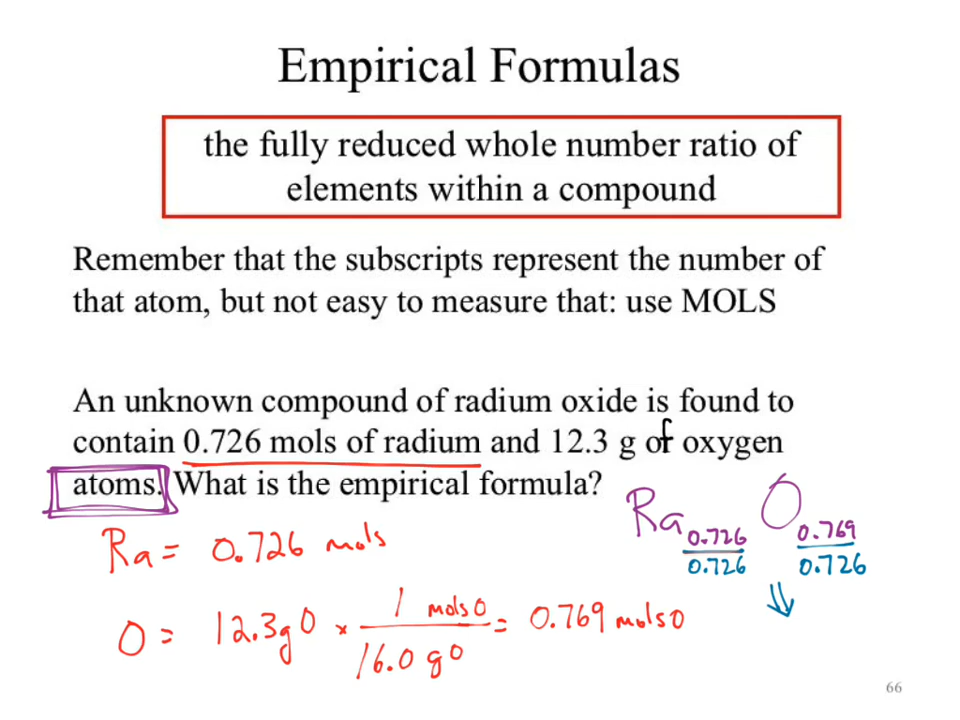 Empirical Formulas
the fully reduced whole number ratio of
elements within a compound
Remember that the subscripts represent the number of
that atom, but not easy to measure that: use MOLS
An unknown compound of radium oxide is found to
contain 0.726 mols of radium and 12.3 g of oxygen
atoms. What is the empirical formula?
Ra 0.726/0.726 O 0.769/0.726
⇓
Ra = 0.726 mols
O = 12.3g O × 1 mols O / 16.0 g O = 0.769 mols O
66